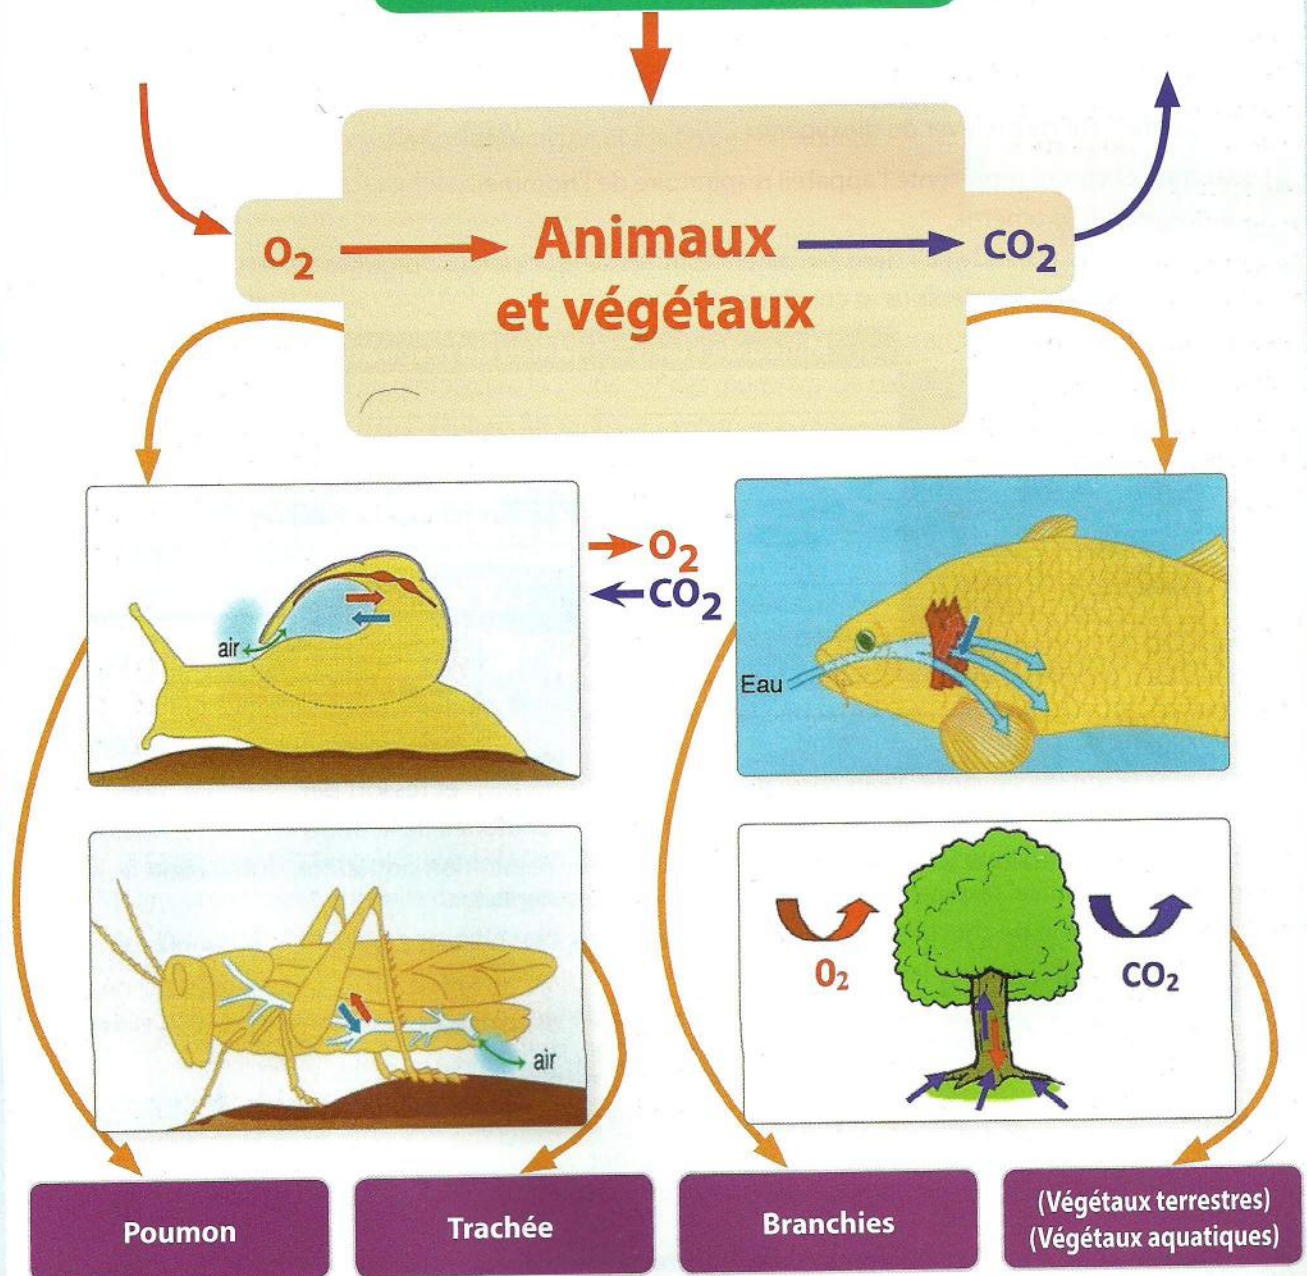 O2
Animaux
et végétaux
CO2
O2
CO2
air
Eau
O2
CO2
air
Poumon
Trachée
Branchies
(Végétaux terrestres)
(Végétaux aquatiques)